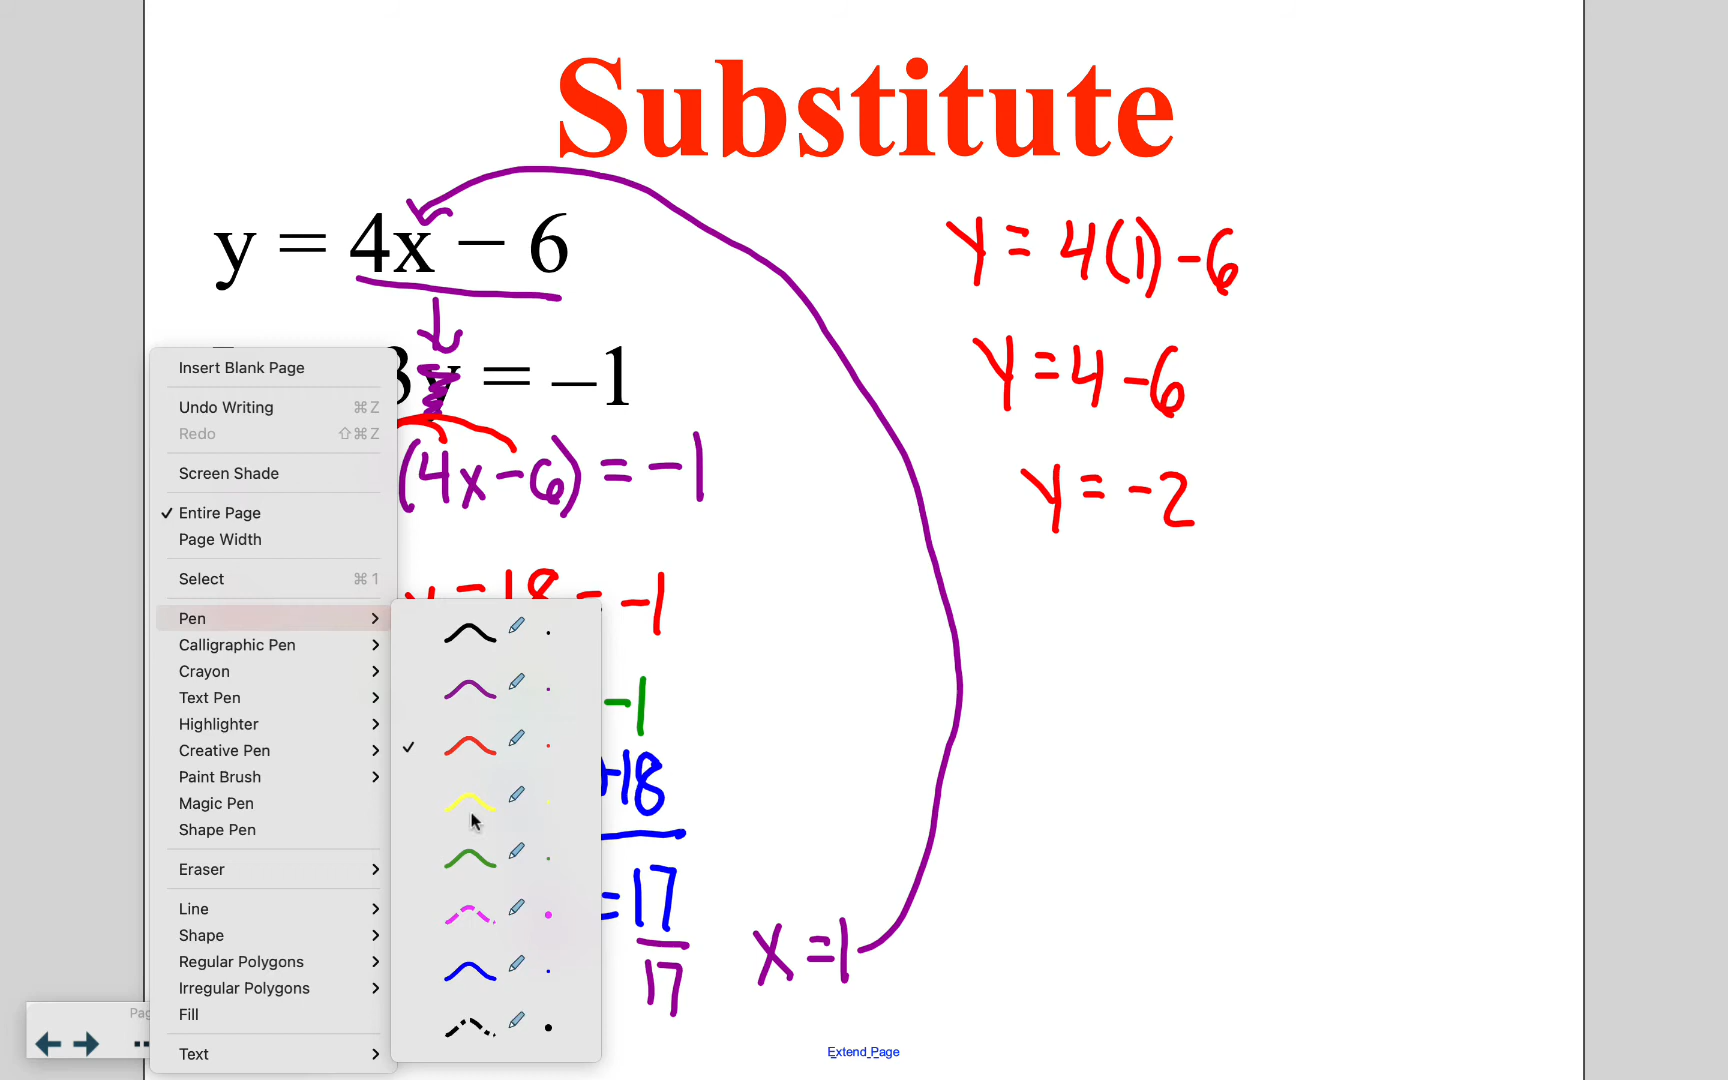 Substitute
y = 4x – 6
= –1
(4x - 6) = -1
- 18 = -1
-1
+18
= 17
17
x = 1
y = 4(1) - 6
y = 4 - 6
y = -2
Insert Blank Page
Undo Writing ⌘Z
Redo ⇧⌘Z
Screen Shade
✓ Entire Page
Page Width
Select ⌘1
Pen
Calligraphic Pen
Crayon
Text Pen
Highlighter
Creative Pen
Paint Brush
Magic Pen
Shape Pen
Eraser
Line
Shape
Regular Polygons
Irregular Polygons
Fill
Text
Extend Page